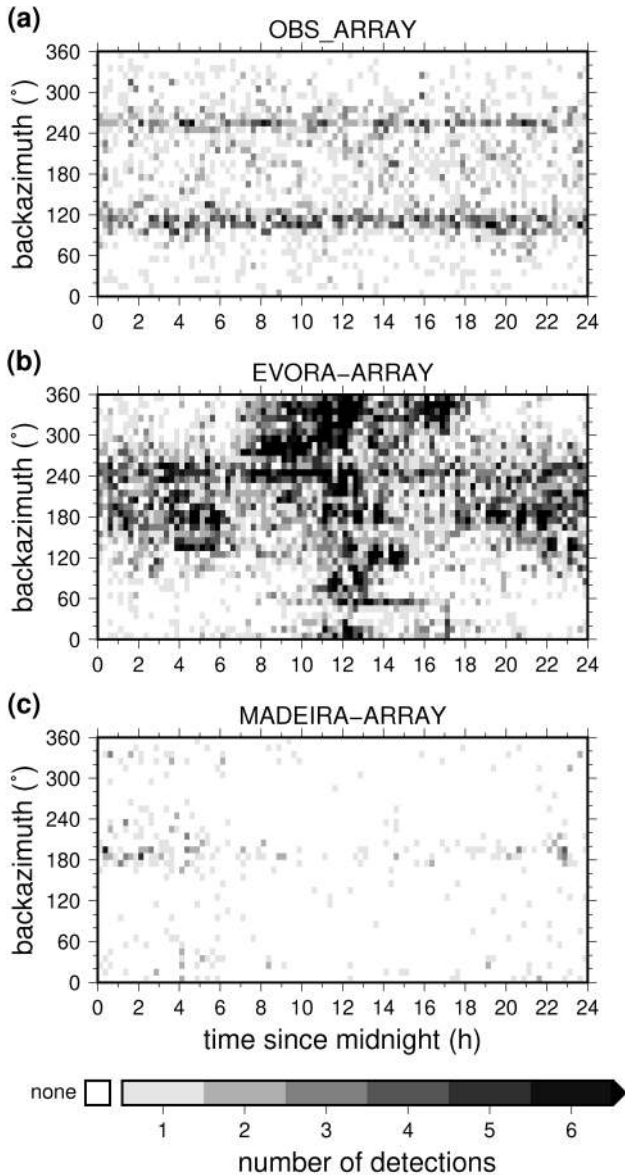 (a)
OBS_ARRAY
backazimuth (°)
360
300
240
180
120
60
0
0 2 4 6 8 10 12 14 16 18 20 22 24
(b)
EVORA−ARRAY
backazimuth (°)
360
300
240
180
120
60
0
0 2 4 6 8 10 12 14 16 18 20 22 24
(c)
MADEIRA−ARRAY
backazimuth (°)
360
300
240
180
120
60
0
0 2 4 6 8 10 12 14 16 18 20 22 24
time since midnight (h)
none
1 2 3 4 5 6
number of detections